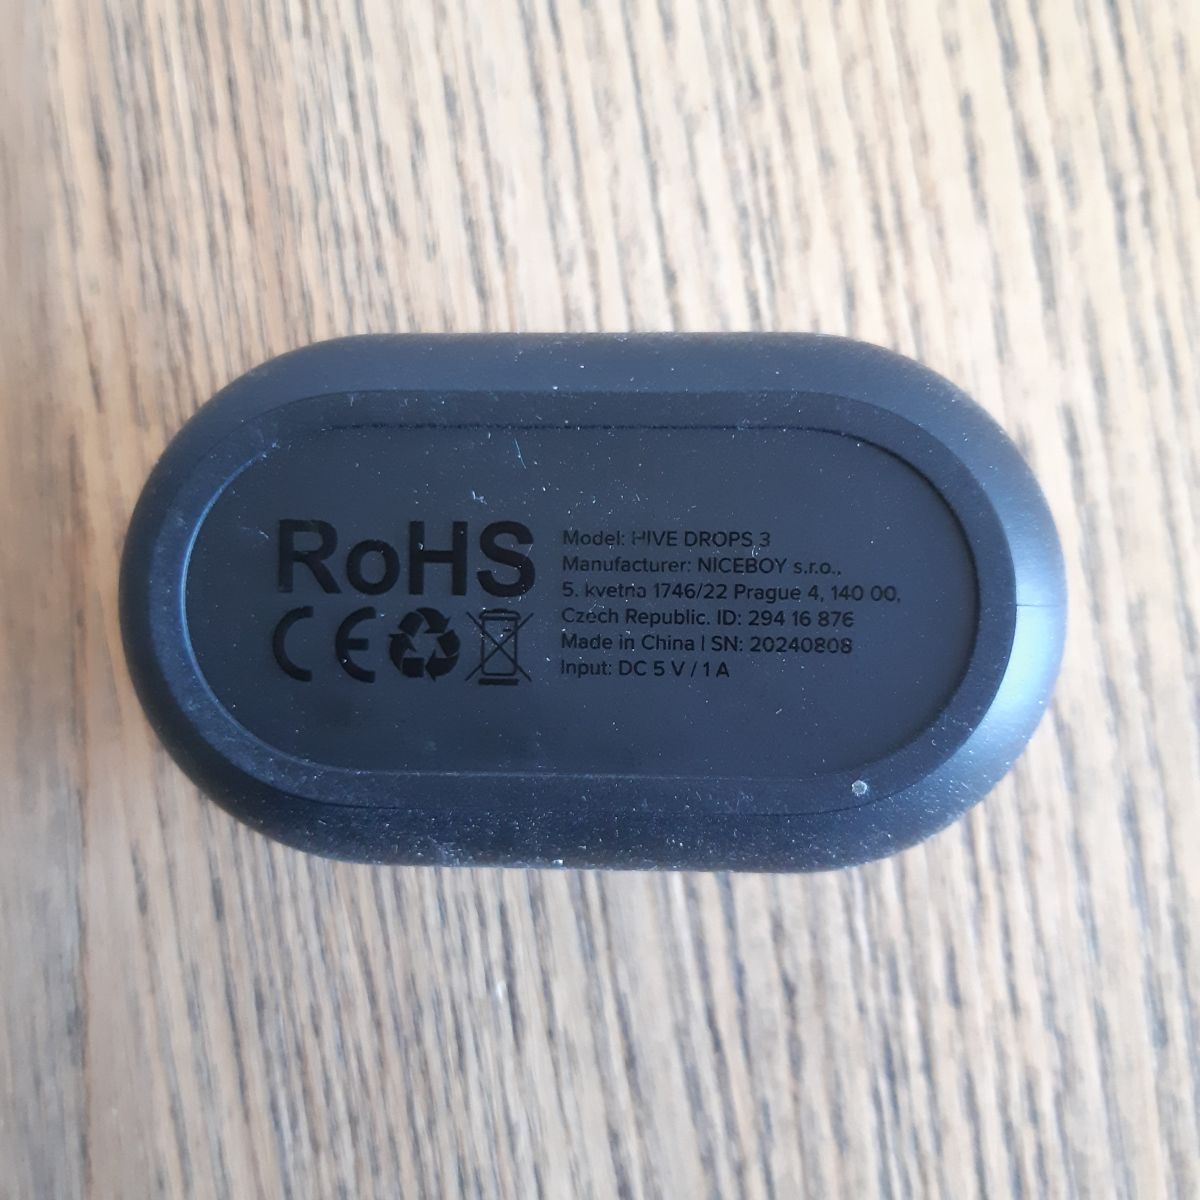 RoHS
CE
Model: HIVE DROPS 3
Manufacturer: NICEBOY s.r.o.,
5. kvetna 1746/22 Prague 4, 140 00,
Czech Republic. ID: 294 16 876
Made in China | SN: 20240808
Input: DC 5 V / 1 A